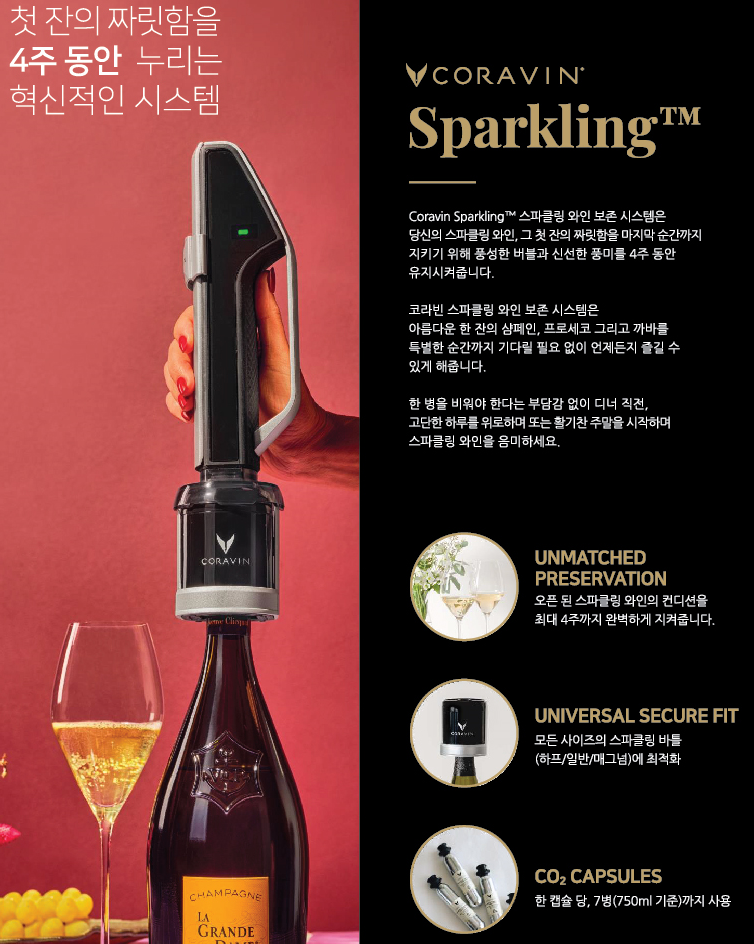 첫 잔의 짜릿함을
4주 동안 누리는
혁신적인 시스템
CORAVIN
CORAVIN
Sparkling™
Coravin Sparkling™ 스파클링 와인 보존 시스템은
당신의 스파클링 와인, 그 첫 잔의 짜릿함을 마지막 순간까지
지키기 위해 풍성한 버블과 신선한 풍미를 4주 동안
유지시켜줍니다.
코라빈 스파클링 와인 보존 시스템은
아름다운 한 잔의 샴페인, 프로세코 그리고 까바를
특별한 순간까지 기다릴 필요 없이 언제든지 즐길 수
있게 해줍니다.
한 병을 비워야 한다는 부담감 없이 디너 직전,
고단한 하루를 위로하며 또는 활기찬 주말을 시작하며
스파클링 와인을 음미하세요.
UNMATCHED
PRESERVATION
오픈 된 스파클링 와인의 컨디션을
최대 4주까지 완벽하게 지켜줍니다.
CORAVIN
UNIVERSAL SECURE FIT
모든 사이즈의 스파클링 바틀
(하프/일반/매그넘)에 최적화
CO₂ CAPSULES
한 캡슐 당, 7병(750ml 기준)까지 사용
CHAMPAGNE
LA
GRANDE